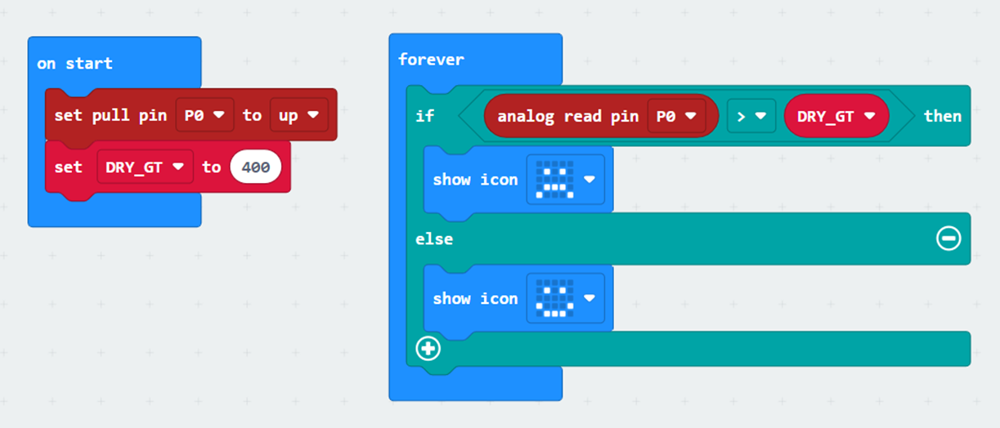 on start
set pull pin P0 to up
set DRY_GT to 400
forever
if analog read pin P0 > DRY_GT then
show icon
else
show icon